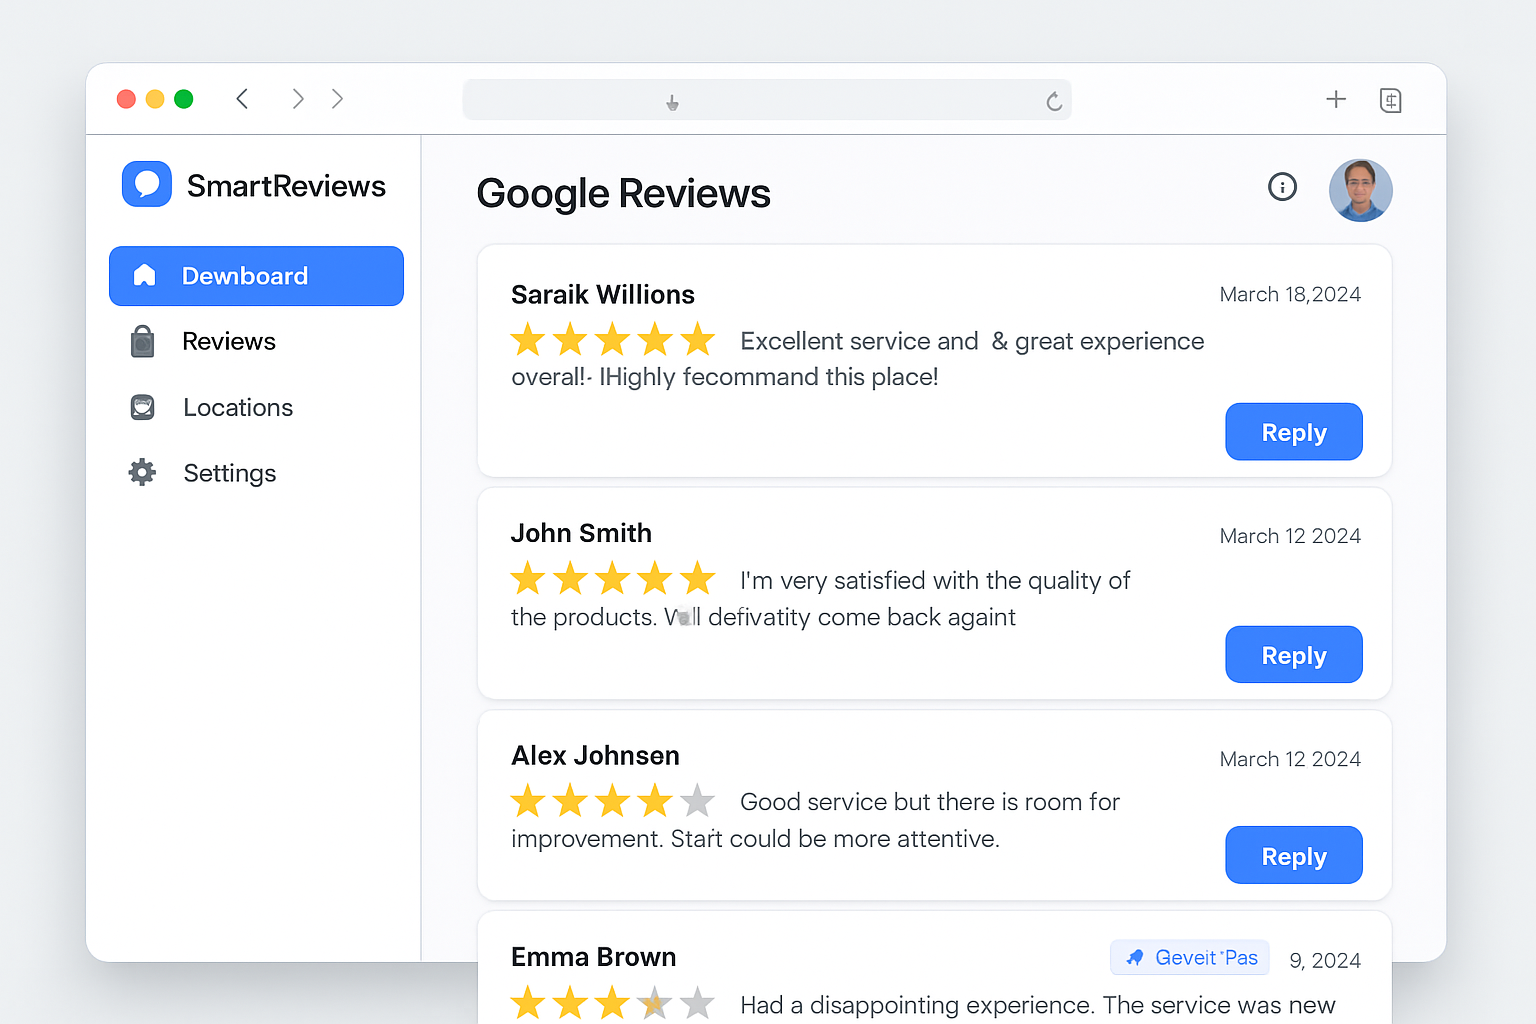 SmartReviews
Dewnboard
Reviews
Locations
Settings
Google Reviews
Saraik Willions
March 18,2024
Excellent service and & great experience
overal!- IHighly fecommand this place!
Reply
John Smith
March 12 2024
I'm very satisfied with the quality of
the products. defivatity come back againt
Reply
Alex Johnsen
March 12 2024
Good service but there is room for
improvement. Start could be more attentive.
Reply
Emma Brown
Geveit Pas
9, 2024
Had a disappointing experience. The service was new